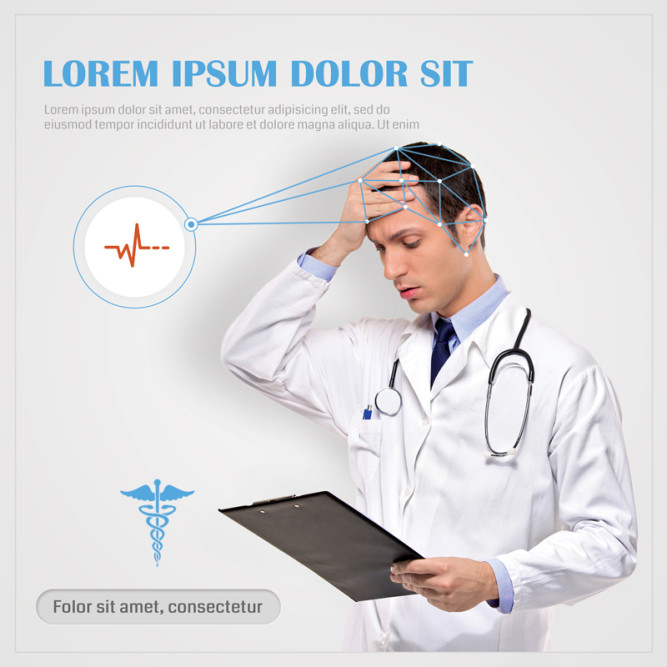 LOREM IPSUM DOLOR SIT
Lorem ipsum dolor sit amet, consectetur adipisicing elit, sed do
eiusmod tempor incididunt ut labore et dolore magna aliqua. Ut enim
Folor sit amet, consectetur